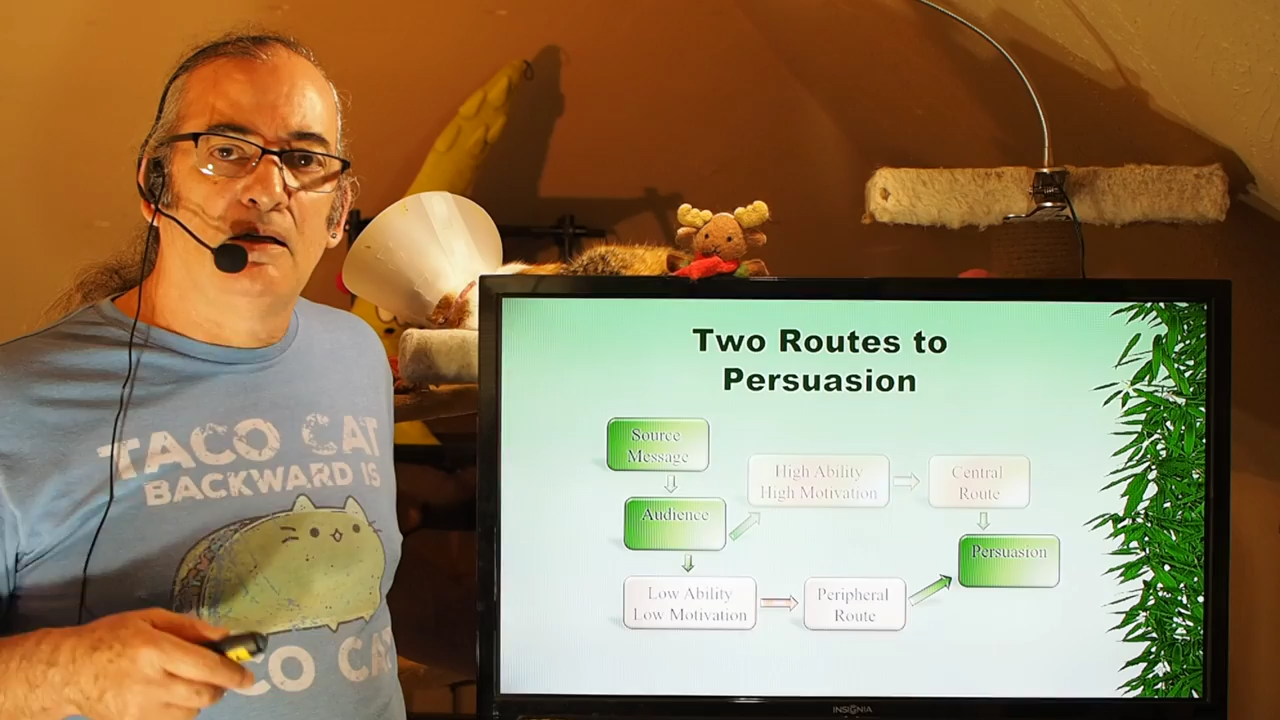 TACO CAT
BACKWARD IS
CO CA
Two Routes to
Persuasion
Source
Message
High Ability
High Motivation
Central
Route
Audience
Persuasion
Low Ability
Low Motivation
Peripheral
Route
INSIGNIA